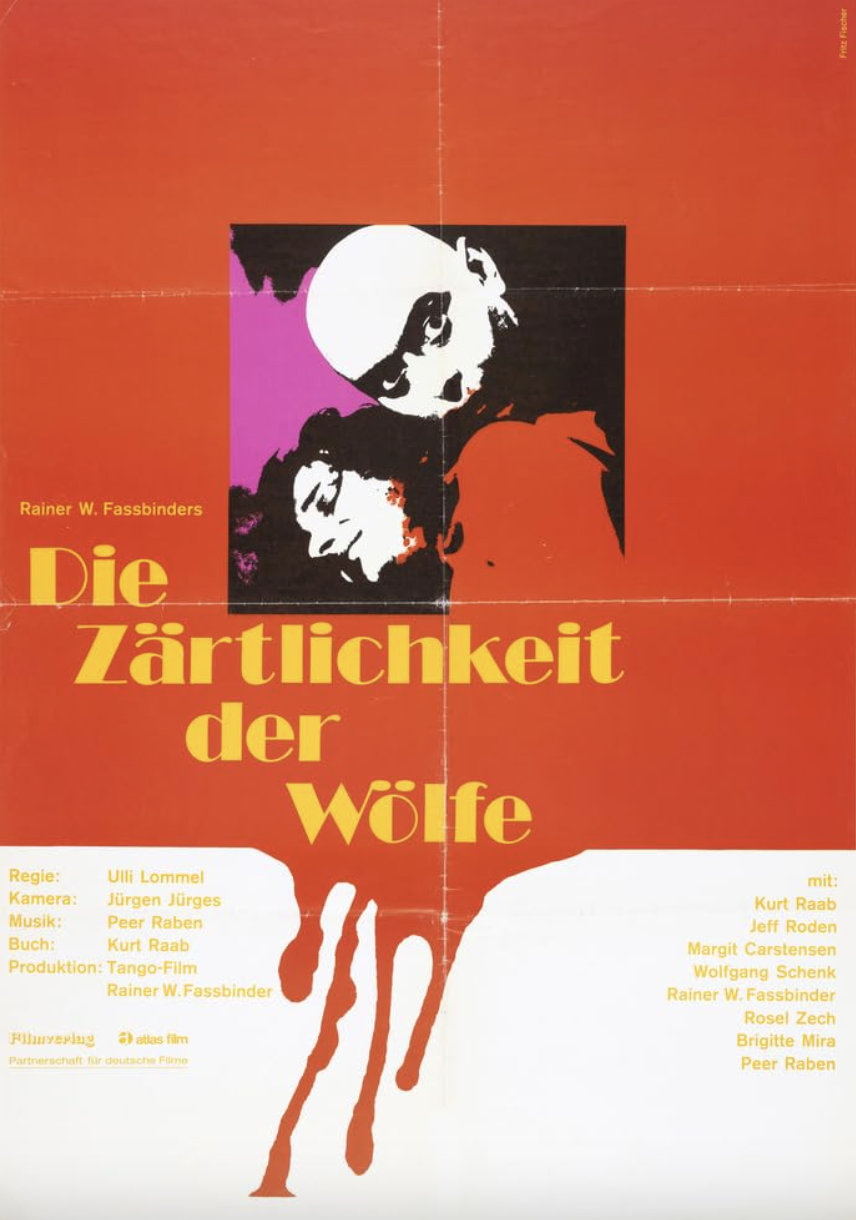 Fritz Fischer
Rainer W. Fassbinders
Die
Zärtlichkeit
der
Wölfe
Regie: Ulli Lommel
Kamera: Jürgen Jürges
Musik: Peer Raben
Buch: Kurt Raab
Produktion: Tango-Film
Rainer W. Fassbinder
Filmverlag atlas film
Partnerschaft für deutsche Filme
mit:
Kurt Raab
Jeff Roden
Margit Carstensen
Wolfgang Schenk
Rainer W. Fassbinder
Rosel Zech
Brigitte Mira
Peer Raben